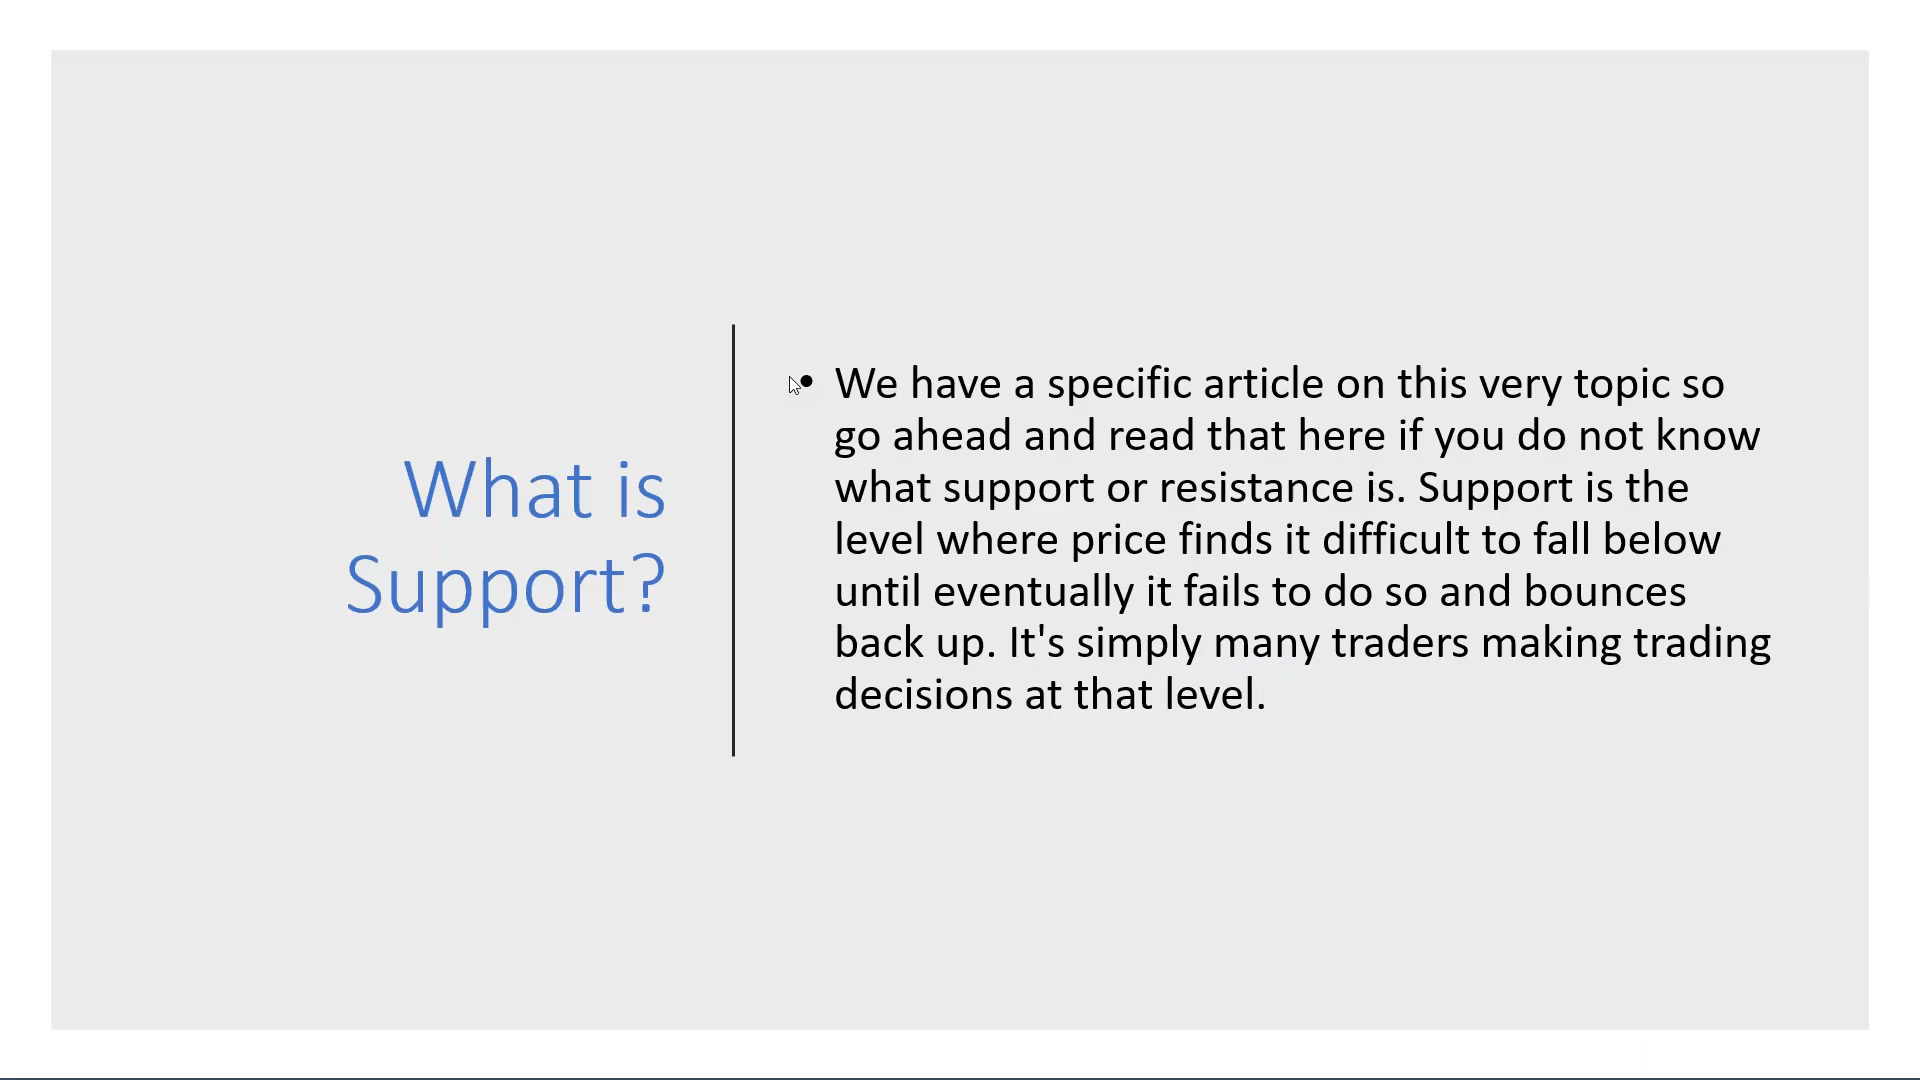 What is
Support?
• We have a specific article on this very topic so
go ahead and read that here if you do not know
what support or resistance is. Support is the
level where price finds it difficult to fall below
until eventually it fails to do so and bounces
back up. It's simply many traders making trading
decisions at that level.